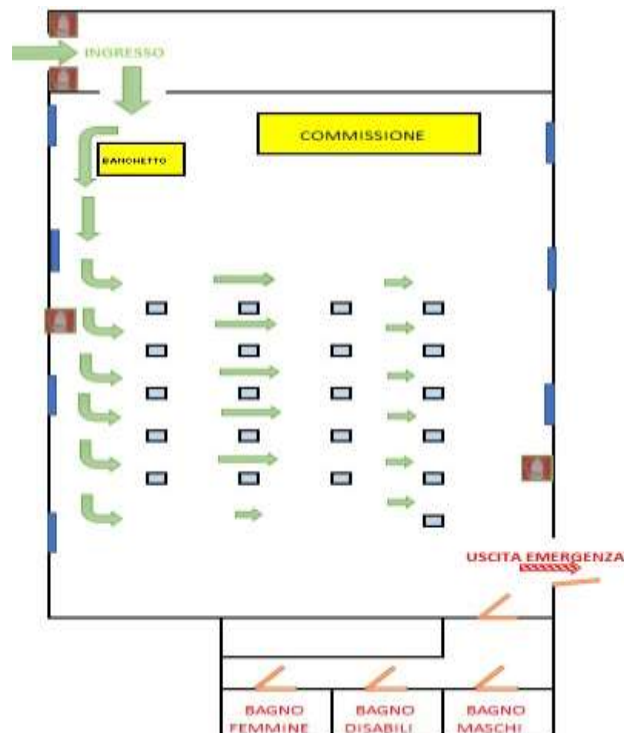 INGRESSO
COMMISSIONE
BANCHETTO
USCITA EMERGENZA
BAGNO
FEMMINE
BAGNO
DISABILI
BAGNO
MASCHI